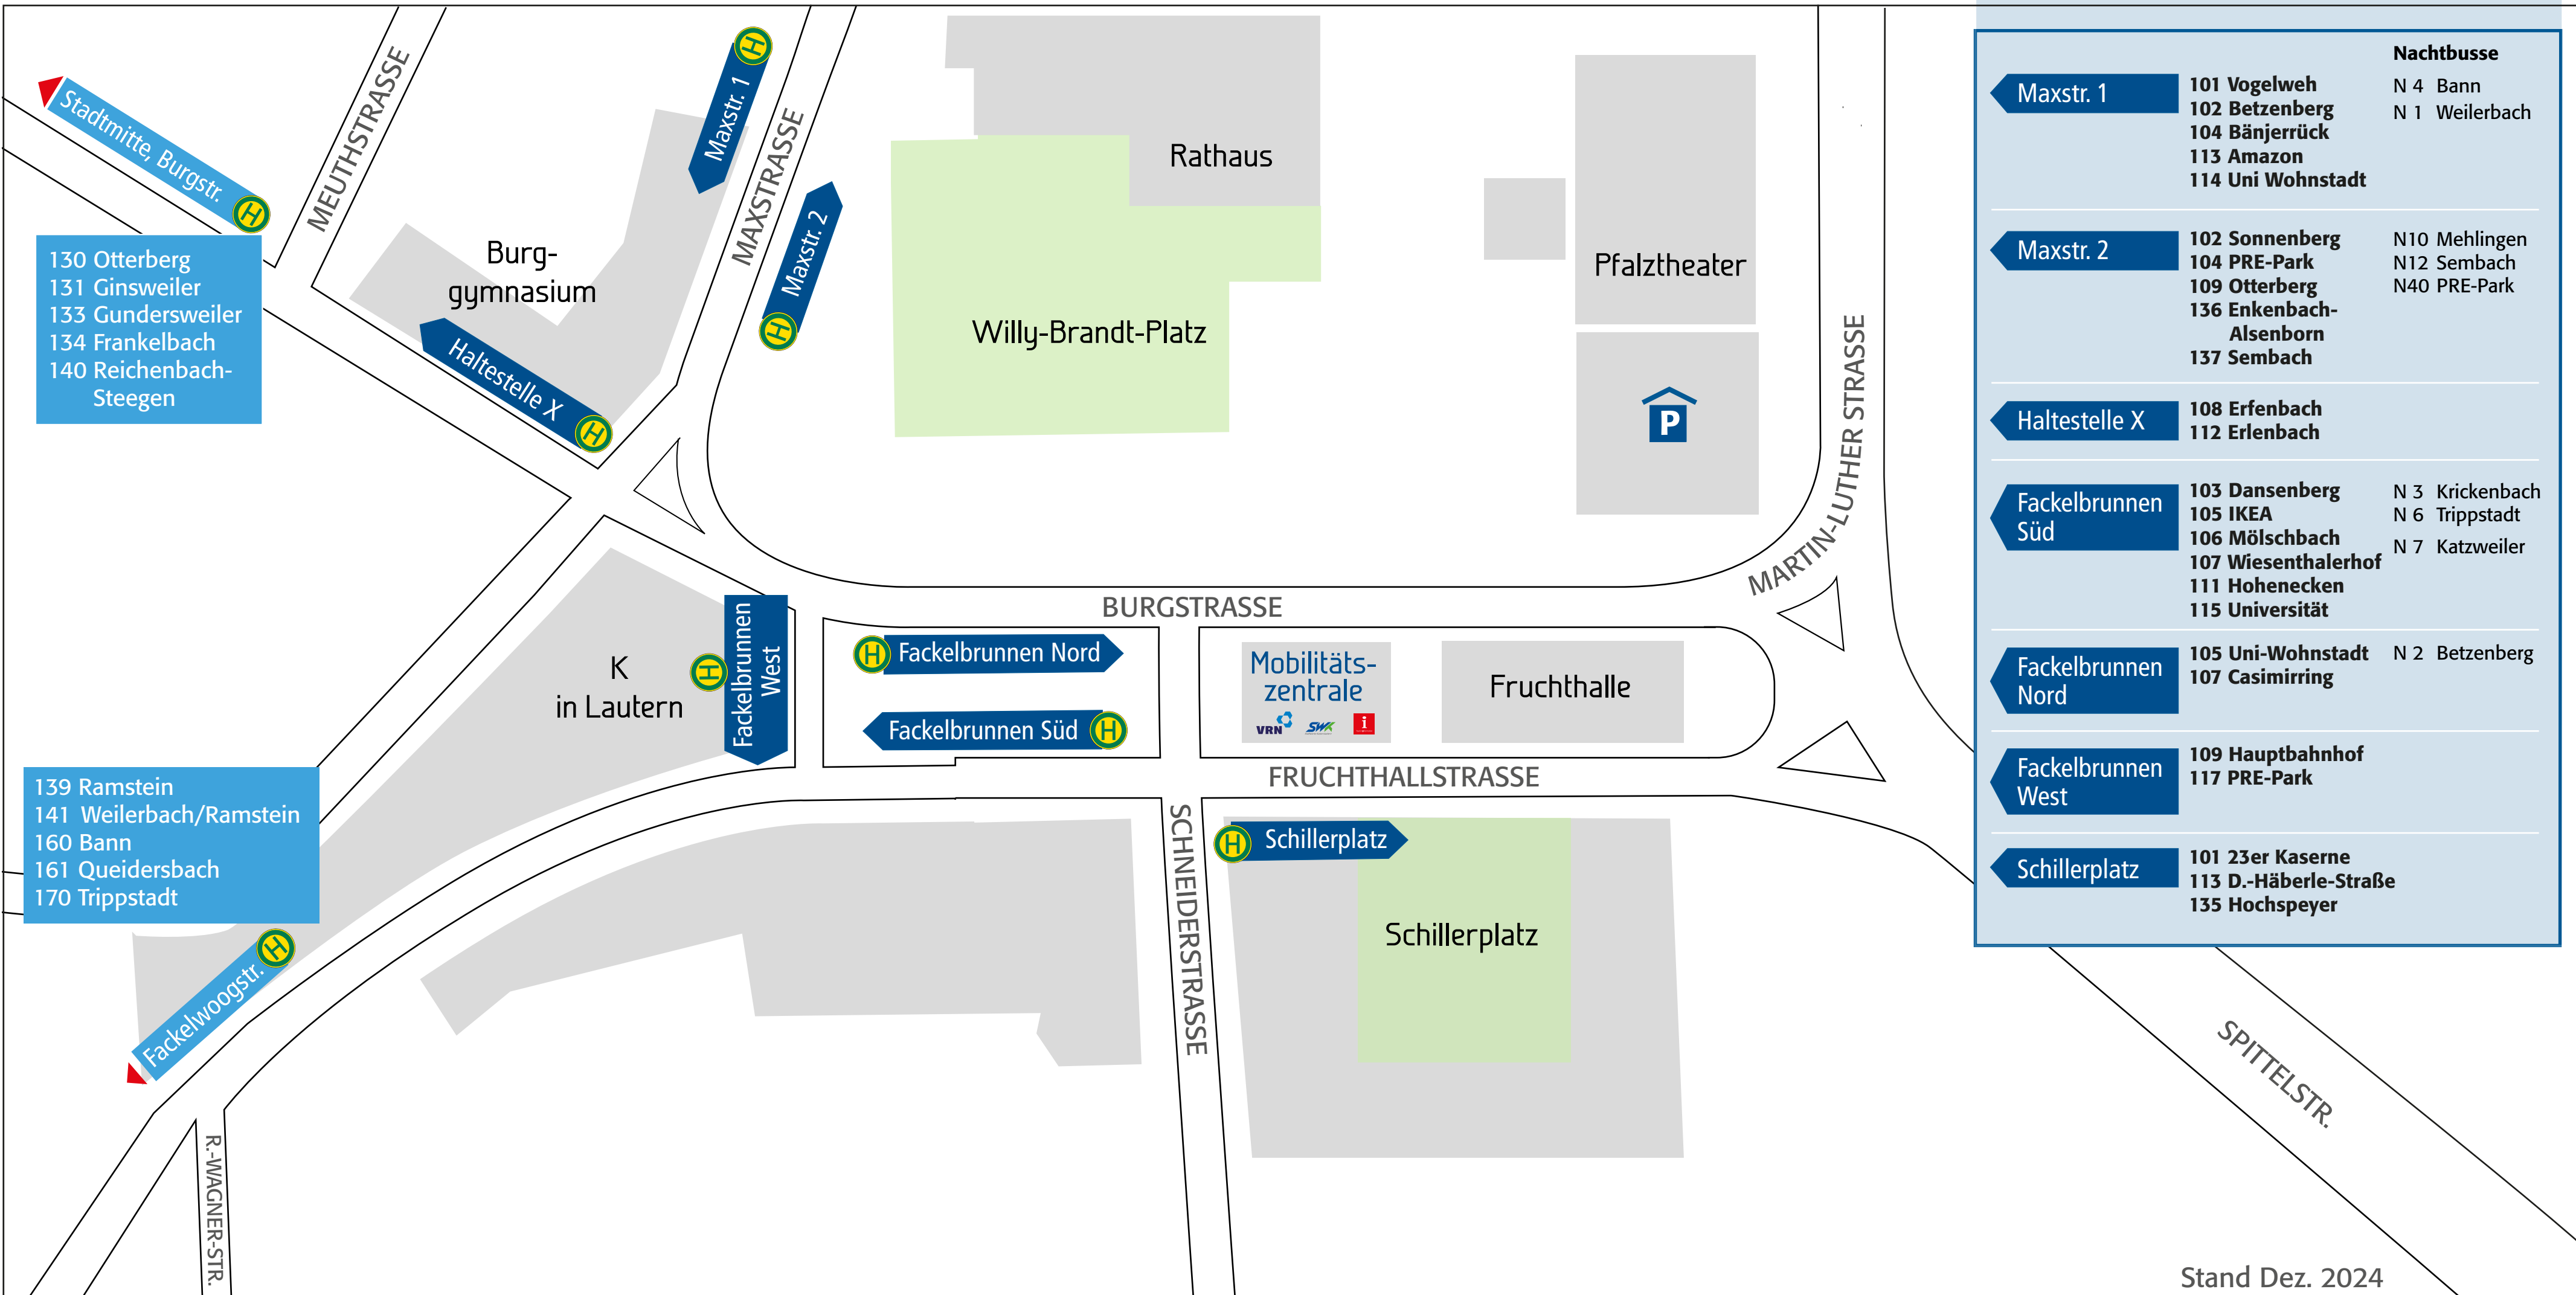 Stadtmitte, Burgstr.
H
130 Otterberg
131 Ginsweiler
133 Gundersweiler
134 Frankelbach
140 Reichenbach-
Steegen
MEUTHSTRASSE
Burg-
gymnasium
H
Maxstr. 1
MAXSTRASSE
Maxstr. 2
H
Haltestelle X
H
Rathaus
Willy-Brandt-Platz
Pfalztheater
P
MARTIN-LUTHER STRASSE
BURGSTRASSE
K
in Lautern
H
Fackelbrunnen
West
H
Fackelbrunnen Nord
Fackelbrunnen Süd
H
Mobilitäts-
zentrale
VRN
SWK
i
Fruchthalle
FRUCHTHALLSTRASSE
SCHNEIDERSTRASSE
H
Schillerplatz
Schillerplatz
139 Ramstein
141 Weilerbach/Ramstein
160 Bann
161 Queidersbach
170 Trippstadt
H
Fackelwoogstr.
R.-WAGNER-STR.
SPITTELSTR.
Nachtbusse
Maxstr. 1
101 Vogelweh
102 Betzenberg
104 Bänjerrück
113 Amazon
114 Uni Wohnstadt
N 4 Bann
N 1 Weilerbach
Maxstr. 2
102 Sonnenberg
104 PRE-Park
109 Otterberg
136 Enkenbach-
Alsenborn
137 Sembach
N10 Mehlingen
N12 Sembach
N40 PRE-Park
Haltestelle X
108 Erfenbach
112 Erlenbach
Fackelbrunnen
Süd
103 Dansenberg
105 IKEA
106 Mölschbach
107 Wiesenthalerhof
111 Hohenecken
115 Universität
N 3 Krickenbach
N 6 Trippstadt
N 7 Katzweiler
Fackelbrunnen
Nord
105 Uni-Wohnstadt
107 Casimirring
N 2 Betzenberg
Fackelbrunnen
West
109 Hauptbahnhof
117 PRE-Park
Schillerplatz
101 23er Kaserne
113 D.-Häberle-Straße
135 Hochspeyer
Stand Dez. 2024